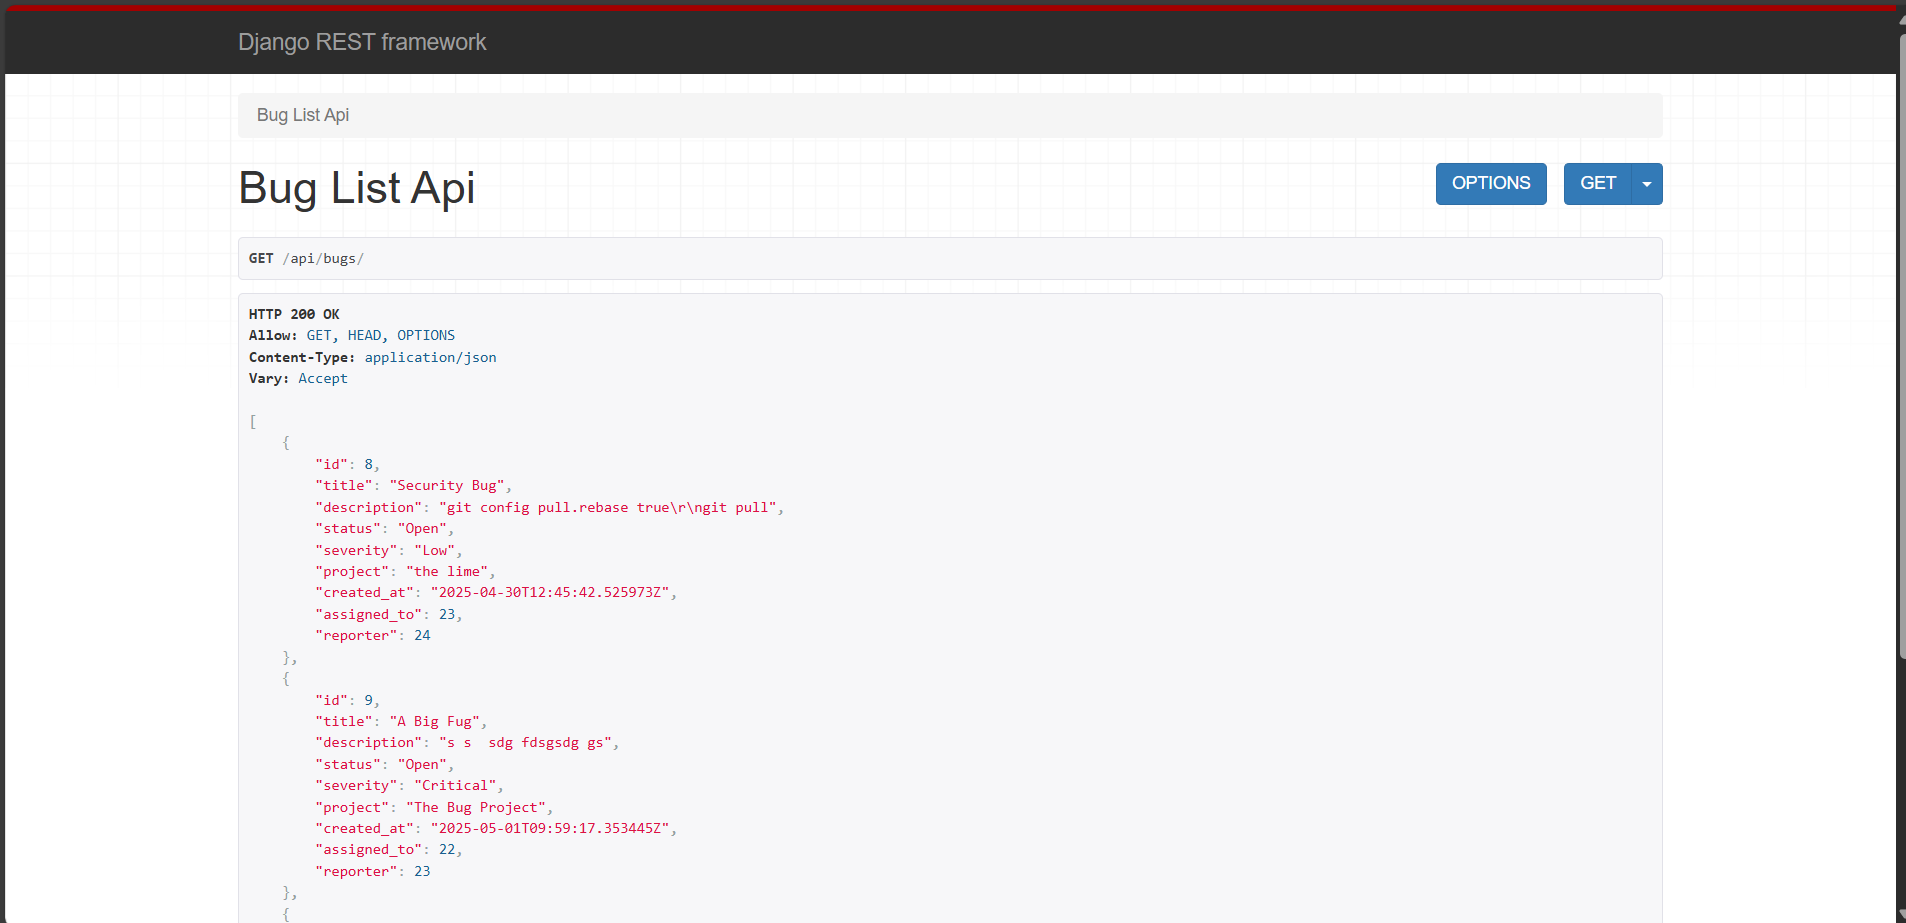 Django REST framework
Bug List Api
Bug List Api
OPTIONS
GET
GET /api/bugs/
HTTP 200 OK
Allow: GET, HEAD, OPTIONS
Content-Type: application/json
Vary: Accept
[
    {
        "id": 8,
        "title": "Security Bug",
        "description": "git config pull.rebase true\r\ngit pull",
        "status": "Open",
        "severity": "Low",
        "project": "the lime",
        "created_at": "2025-04-30T12:45:42.525973Z",
        "assigned_to": 23,
        "reporter": 24
    },
    {
        "id": 9,
        "title": "A Big Fug",
        "description": "s s  sdg fdsgsdg gs",
        "status": "Open",
        "severity": "Critical",
        "project": "The Bug Project",
        "created_at": "2025-05-01T09:59:17.353445Z",
        "assigned_to": 22,
        "reporter": 23
    },
    {